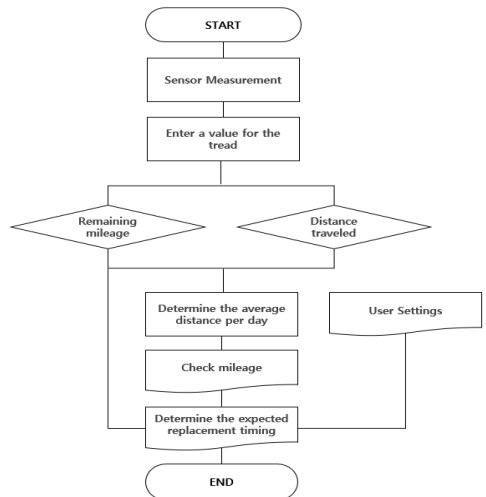 START
Sensor Measurement
Enter a value for the
tread
Remaining
mileage
Distance
traveled
Determine the average
distance per day
User Settings
Check mileage
Determine the expected
replacement timing
END